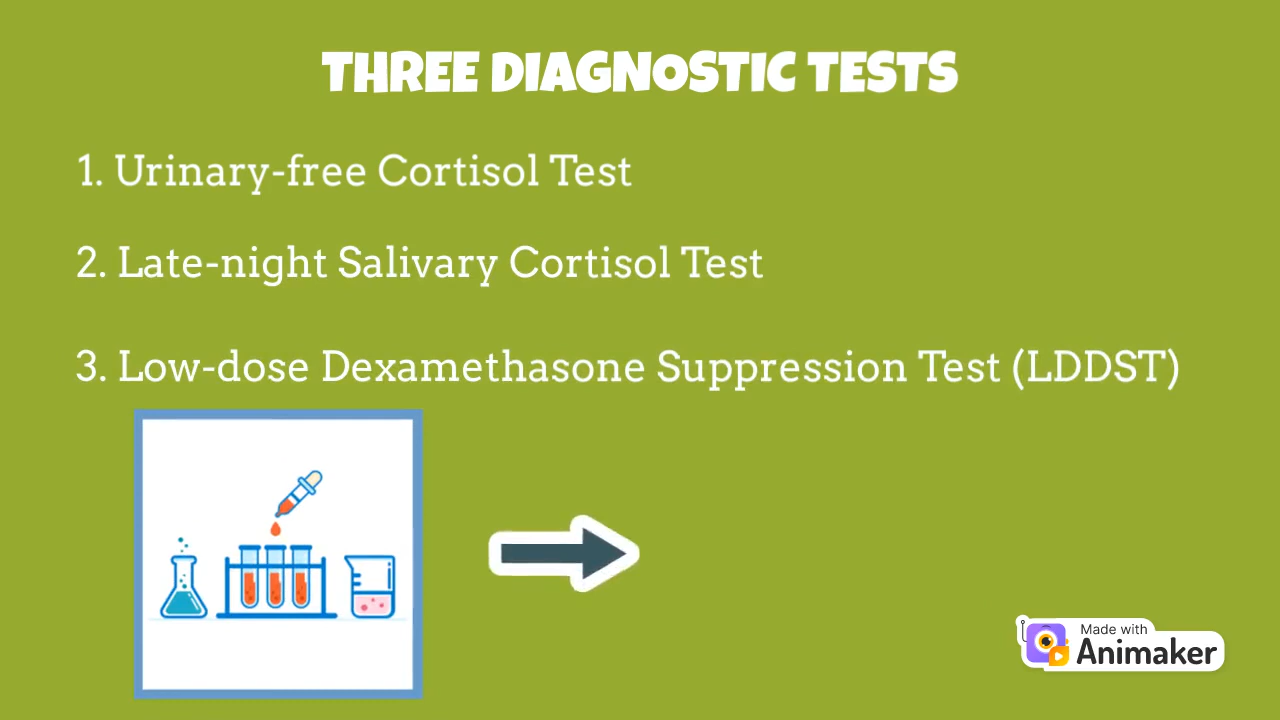 THREE DIAGNOSTIC TESTS
1. Urinary-free Cortisol Test
2. Late-night Salivary Cortisol Test
3. Low-dose Dexamethasone Suppression Test (LDDST)
Made with
Animaker